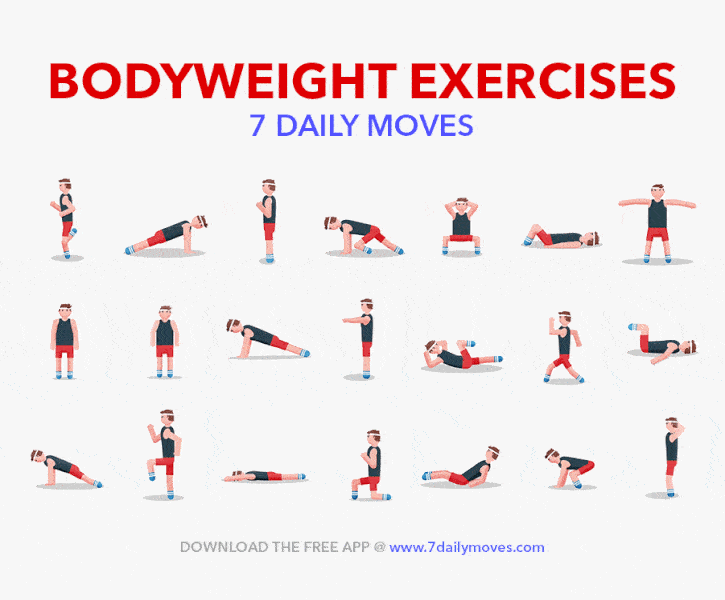 BODYWEIGHT EXERCISES
7 DAILY MOVES
DOWNLOAD THE FREE APP @ www.7dailymoves.com